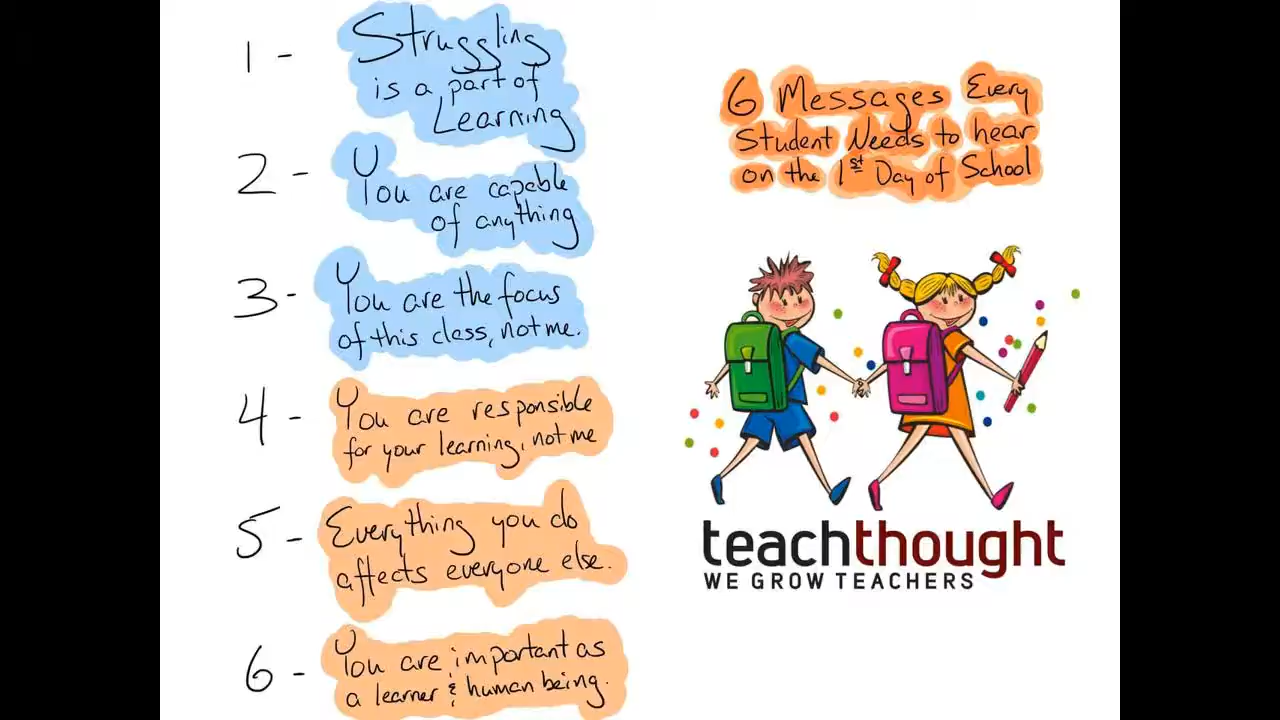 1 - Struggling
is a part of
Learning
2 - You are capable
of anything
3 - You are the focus
of this class, not me.
4 - You are responsible
for your learning, not me
5 - Everything you do
affects everyone else.
6 - You are important as
a learner & human being.
6 Messages Every
Student Needs to hear
on the 1st Day of School
teachthought
WE GROW TEACHERS